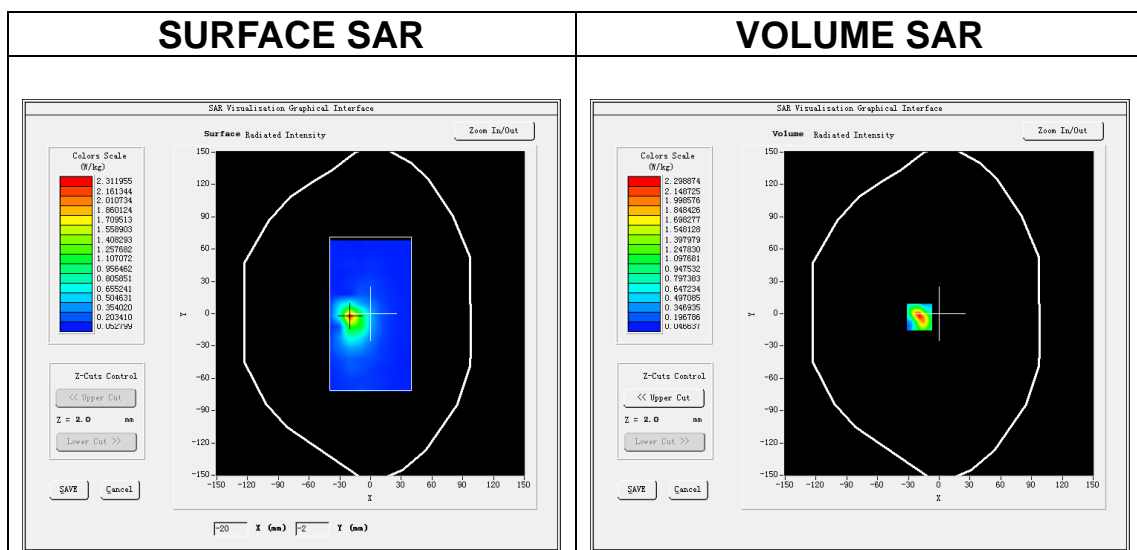 SURFACE SAR
VOLUME SAR
SAR Visualisation Graphical Interface
Surface Radiated Intensity
Zoom In/Out
Colors Scale
(W/kg)
2.311955
2.161344
2.010734
1.860124
1.709513
1.558903
1.408293
1.257682
1.107072
0.956462
0.805851
0.655241
0.504631
0.354020
0.203410
0.052799
150
120
90
60
30
0
-30
-60
-90
-120
-150
Y
-150 -120 -90 -60 -30 0 30 60 90 120 150
X
Z-Cuts Control
<< Upper Cut
Z = 2.0 mm
Lower Cut >>
SAVE Cancel
-20 X (mm) -2 Y (mm)
SAR Visualisation Graphical Interface
Volume Radiated Intensity
Zoom In/Out
Colors Scale
(W/kg)
2.298874
2.148725
1.998576
1.848426
1.698277
1.548128
1.397979
1.247830
1.097681
0.947532
0.797383
0.647234
0.497085
0.346935
0.196786
0.046637
150
120
90
60
30
0
-30
-60
-90
-120
-150
Y
-150 -120 -90 -60 -30 0 30 60 90 120 150
X
Z-Cuts Control
<< Upper Cut
Z = 2.0 mm
Lower Cut >>
SAVE Cancel